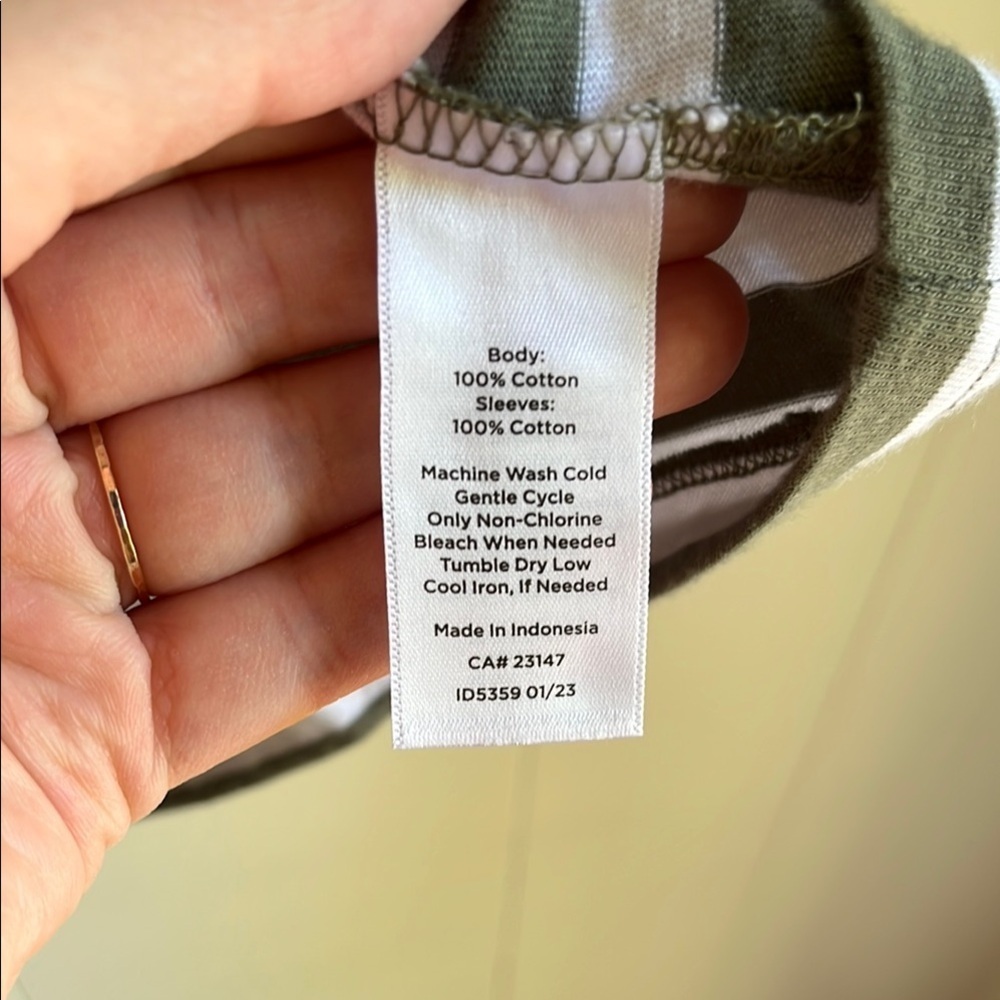 Body:
100% Cotton
Sleeves:
100% Cotton
Machine Wash Cold
Gentle Cycle
Only Non-Chlorine
Bleach When Needed
Tumble Dry Low
Cool Iron, If Needed
Made In Indonesia
CA# 23147
ID5359 01/23